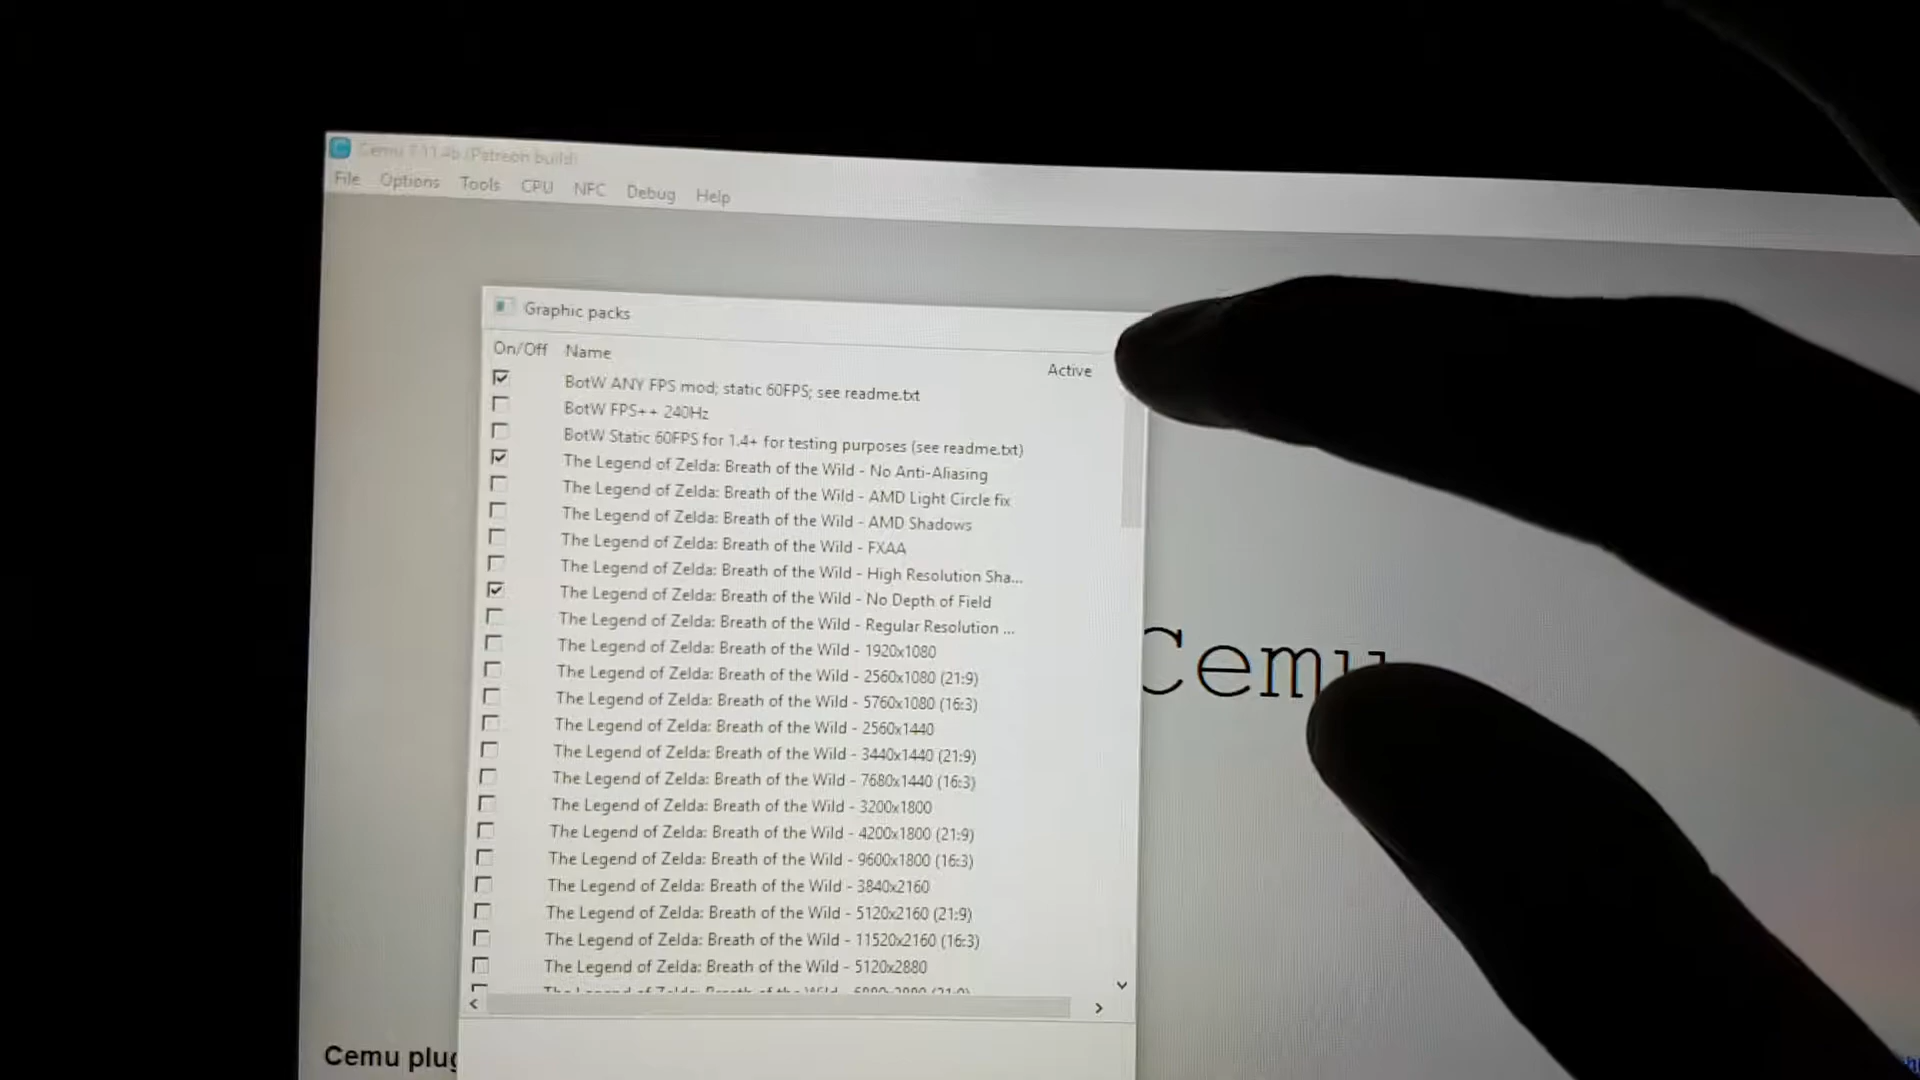 Cemu 1.11.4b (Patreon build)
File Options Tools CPU NFC Debug Help
Graphic packs
On/Off Name Active
BotW ANY FPS mod; static 60FPS; see readme.txt
BotW FPS++ 240Hz
BotW Static 60FPS for 1.4+ for testing purposes (see readme.txt)
The Legend of Zelda: Breath of the Wild - No Anti-Aliasing
The Legend of Zelda: Breath of the Wild - AMD Light Circle fix
The Legend of Zelda: Breath of the Wild - AMD Shadows
The Legend of Zelda: Breath of the Wild - FXAA
The Legend of Zelda: Breath of the Wild - High Resolution Sha...
The Legend of Zelda: Breath of the Wild - No Depth of Field
The Legend of Zelda: Breath of the Wild - Regular Resolution ...
The Legend of Zelda: Breath of the Wild - 1920x1080
The Legend of Zelda: Breath of the Wild - 2560x1080 (21:9)
The Legend of Zelda: Breath of the Wild - 5760x1080 (16:3)
The Legend of Zelda: Breath of the Wild - 2560x1440
The Legend of Zelda: Breath of the Wild - 3440x1440 (21:9)
The Legend of Zelda: Breath of the Wild - 7680x1440 (16:3)
The Legend of Zelda: Breath of the Wild - 3200x1800
The Legend of Zelda: Breath of the Wild - 4200x1800 (21:9)
The Legend of Zelda: Breath of the Wild - 9600x1800 (16:3)
The Legend of Zelda: Breath of the Wild - 3840x2160
The Legend of Zelda: Breath of the Wild - 5120x2160 (21:9)
The Legend of Zelda: Breath of the Wild - 11520x2160 (16:3)
The Legend of Zelda: Breath of the Wild - 5120x2880
Cemu
Cemu plug